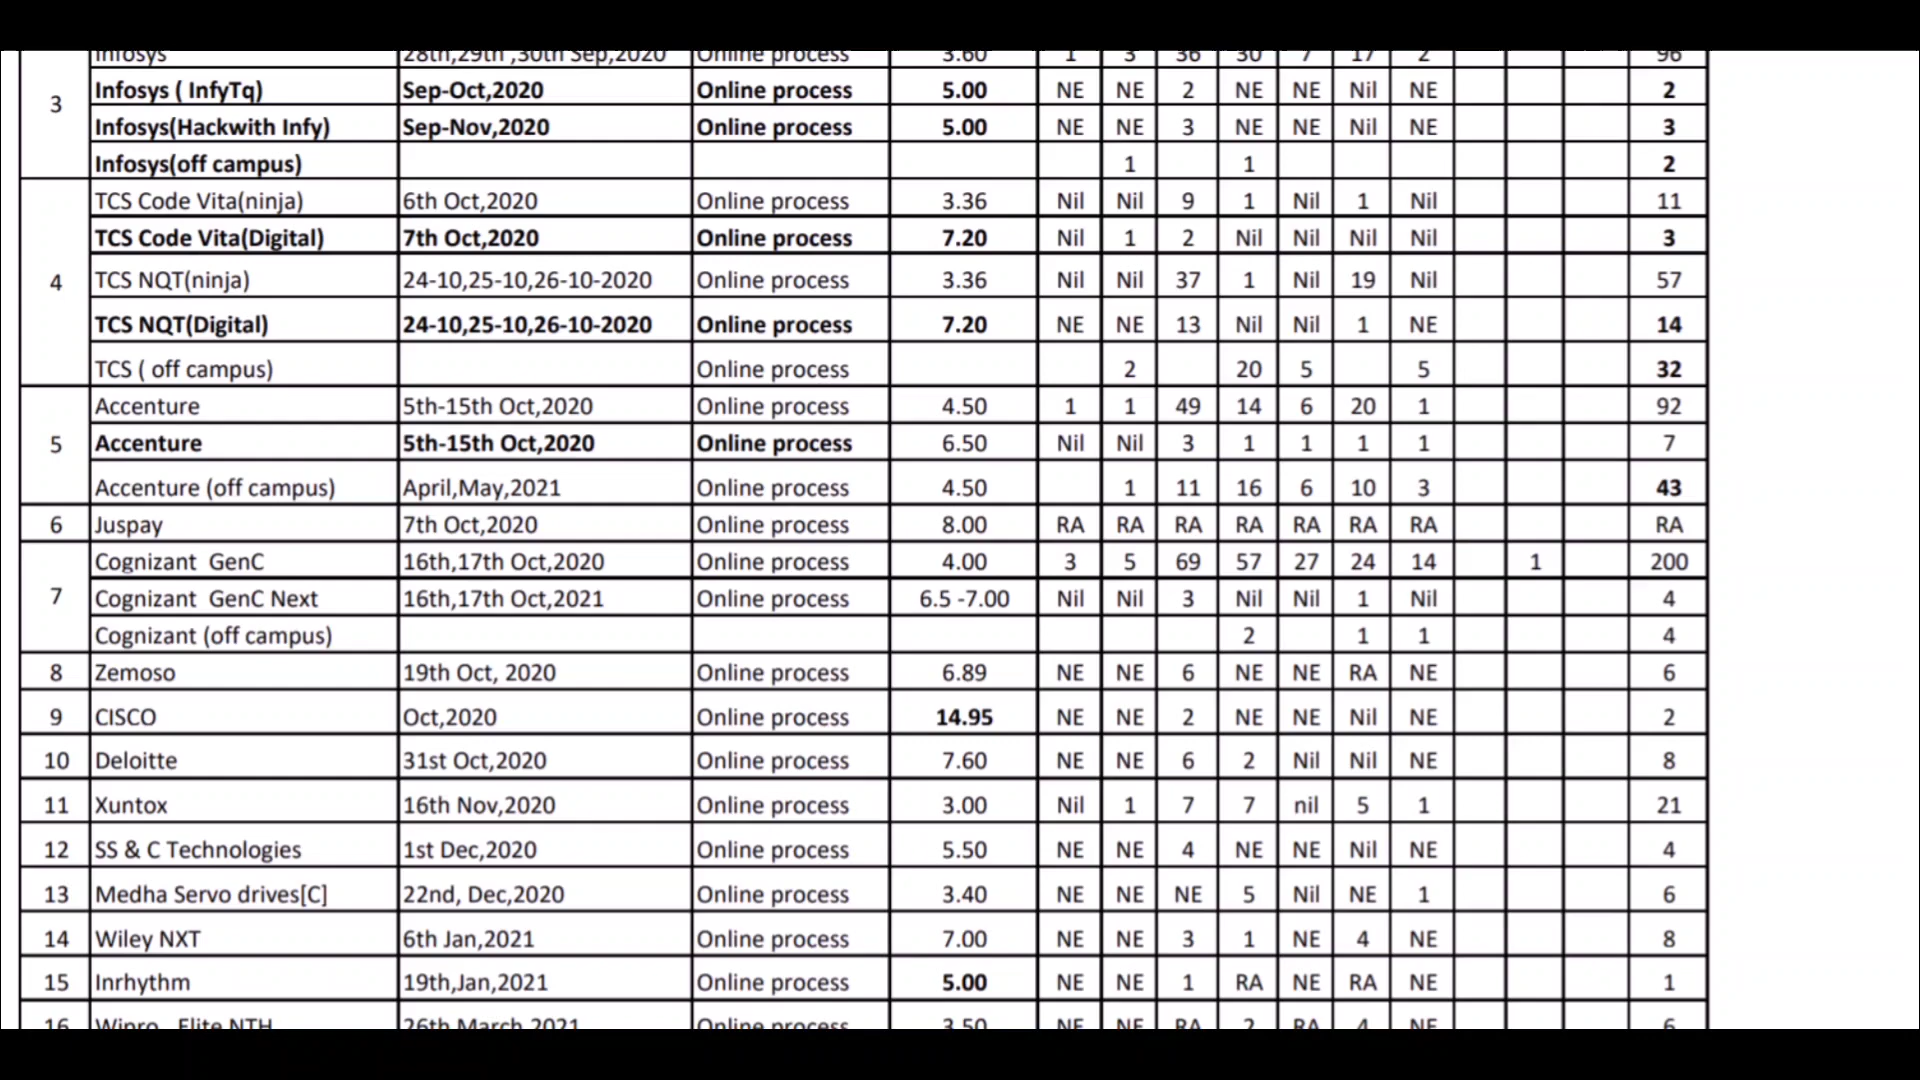 Infosys 28th,29th ,30th Sep,2020 Online process 3.60 1 3 36 30 7 17 2 96
3 Infosys ( InfyTq) Sep-Oct,2020 Online process 5.00 NE NE 2 NE NE Nil NE 2
Infosys(Hackwith Infy) Sep-Nov,2020 Online process 5.00 NE NE 3 NE NE Nil NE 3
Infosys(off campus) 1 1 2
TCS Code Vita(ninja) 6th Oct,2020 Online process 3.36 Nil Nil 9 1 Nil 1 Nil 11
TCS Code Vita(Digital) 7th Oct,2020 Online process 7.20 Nil 1 2 Nil Nil Nil Nil 3
4 TCS NQT(ninja) 24-10,25-10,26-10-2020 Online process 3.36 Nil Nil 37 1 Nil 19 Nil 57
TCS NQT(Digital) 24-10,25-10,26-10-2020 Online process 7.20 NE NE 13 Nil Nil 1 NE 14
TCS ( off campus) Online process 2 20 5 5 32
Accenture 5th-15th Oct,2020 Online process 4.50 1 1 49 14 6 20 1 92
5 Accenture 5th-15th Oct,2020 Online process 6.50 Nil Nil 3 1 1 1 1 7
Accenture (off campus) April,May,2021 Online process 4.50 1 11 16 6 10 3 43
6 Juspay 7th Oct,2020 Online process 8.00 RA RA RA RA RA RA RA RA
Cognizant GenC 16th,17th Oct,2020 Online process 4.00 3 5 69 57 27 24 14 1 200
7 Cognizant GenC Next 16th,17th Oct,2021 Online process 6.5 -7.00 Nil Nil 3 Nil Nil 1 Nil 4
Cognizant (off campus) 2 1 1 4
8 Zemoso 19th Oct, 2020 Online process 6.89 NE NE 6 NE NE RA NE 6
9 CISCO Oct,2020 Online process 14.95 NE NE 2 NE NE Nil NE 2
10 Deloitte 31st Oct,2020 Online process 7.60 NE NE 6 2 Nil Nil NE 8
11 Xuntox 16th Nov,2020 Online process 3.00 Nil 1 7 7 nil 5 1 21
12 SS & C Technologies 1st Dec,2020 Online process 5.50 NE NE 4 NE NE Nil NE 4
13 Medha Servo drives[C] 22nd, Dec,2020 Online process 3.40 NE NE NE 5 Nil NE 1 6
14 Wiley NXT 6th Jan,2021 Online process 7.00 NE NE 3 1 NE 4 NE 8
15 Inrhythm 19th,Jan,2021 Online process 5.00 NE NE 1 RA NE RA NE 1
16 Wipro Elite NTH 26th March 2021 Online process 3.50 NE NE RA 2 RA 4 NE 6